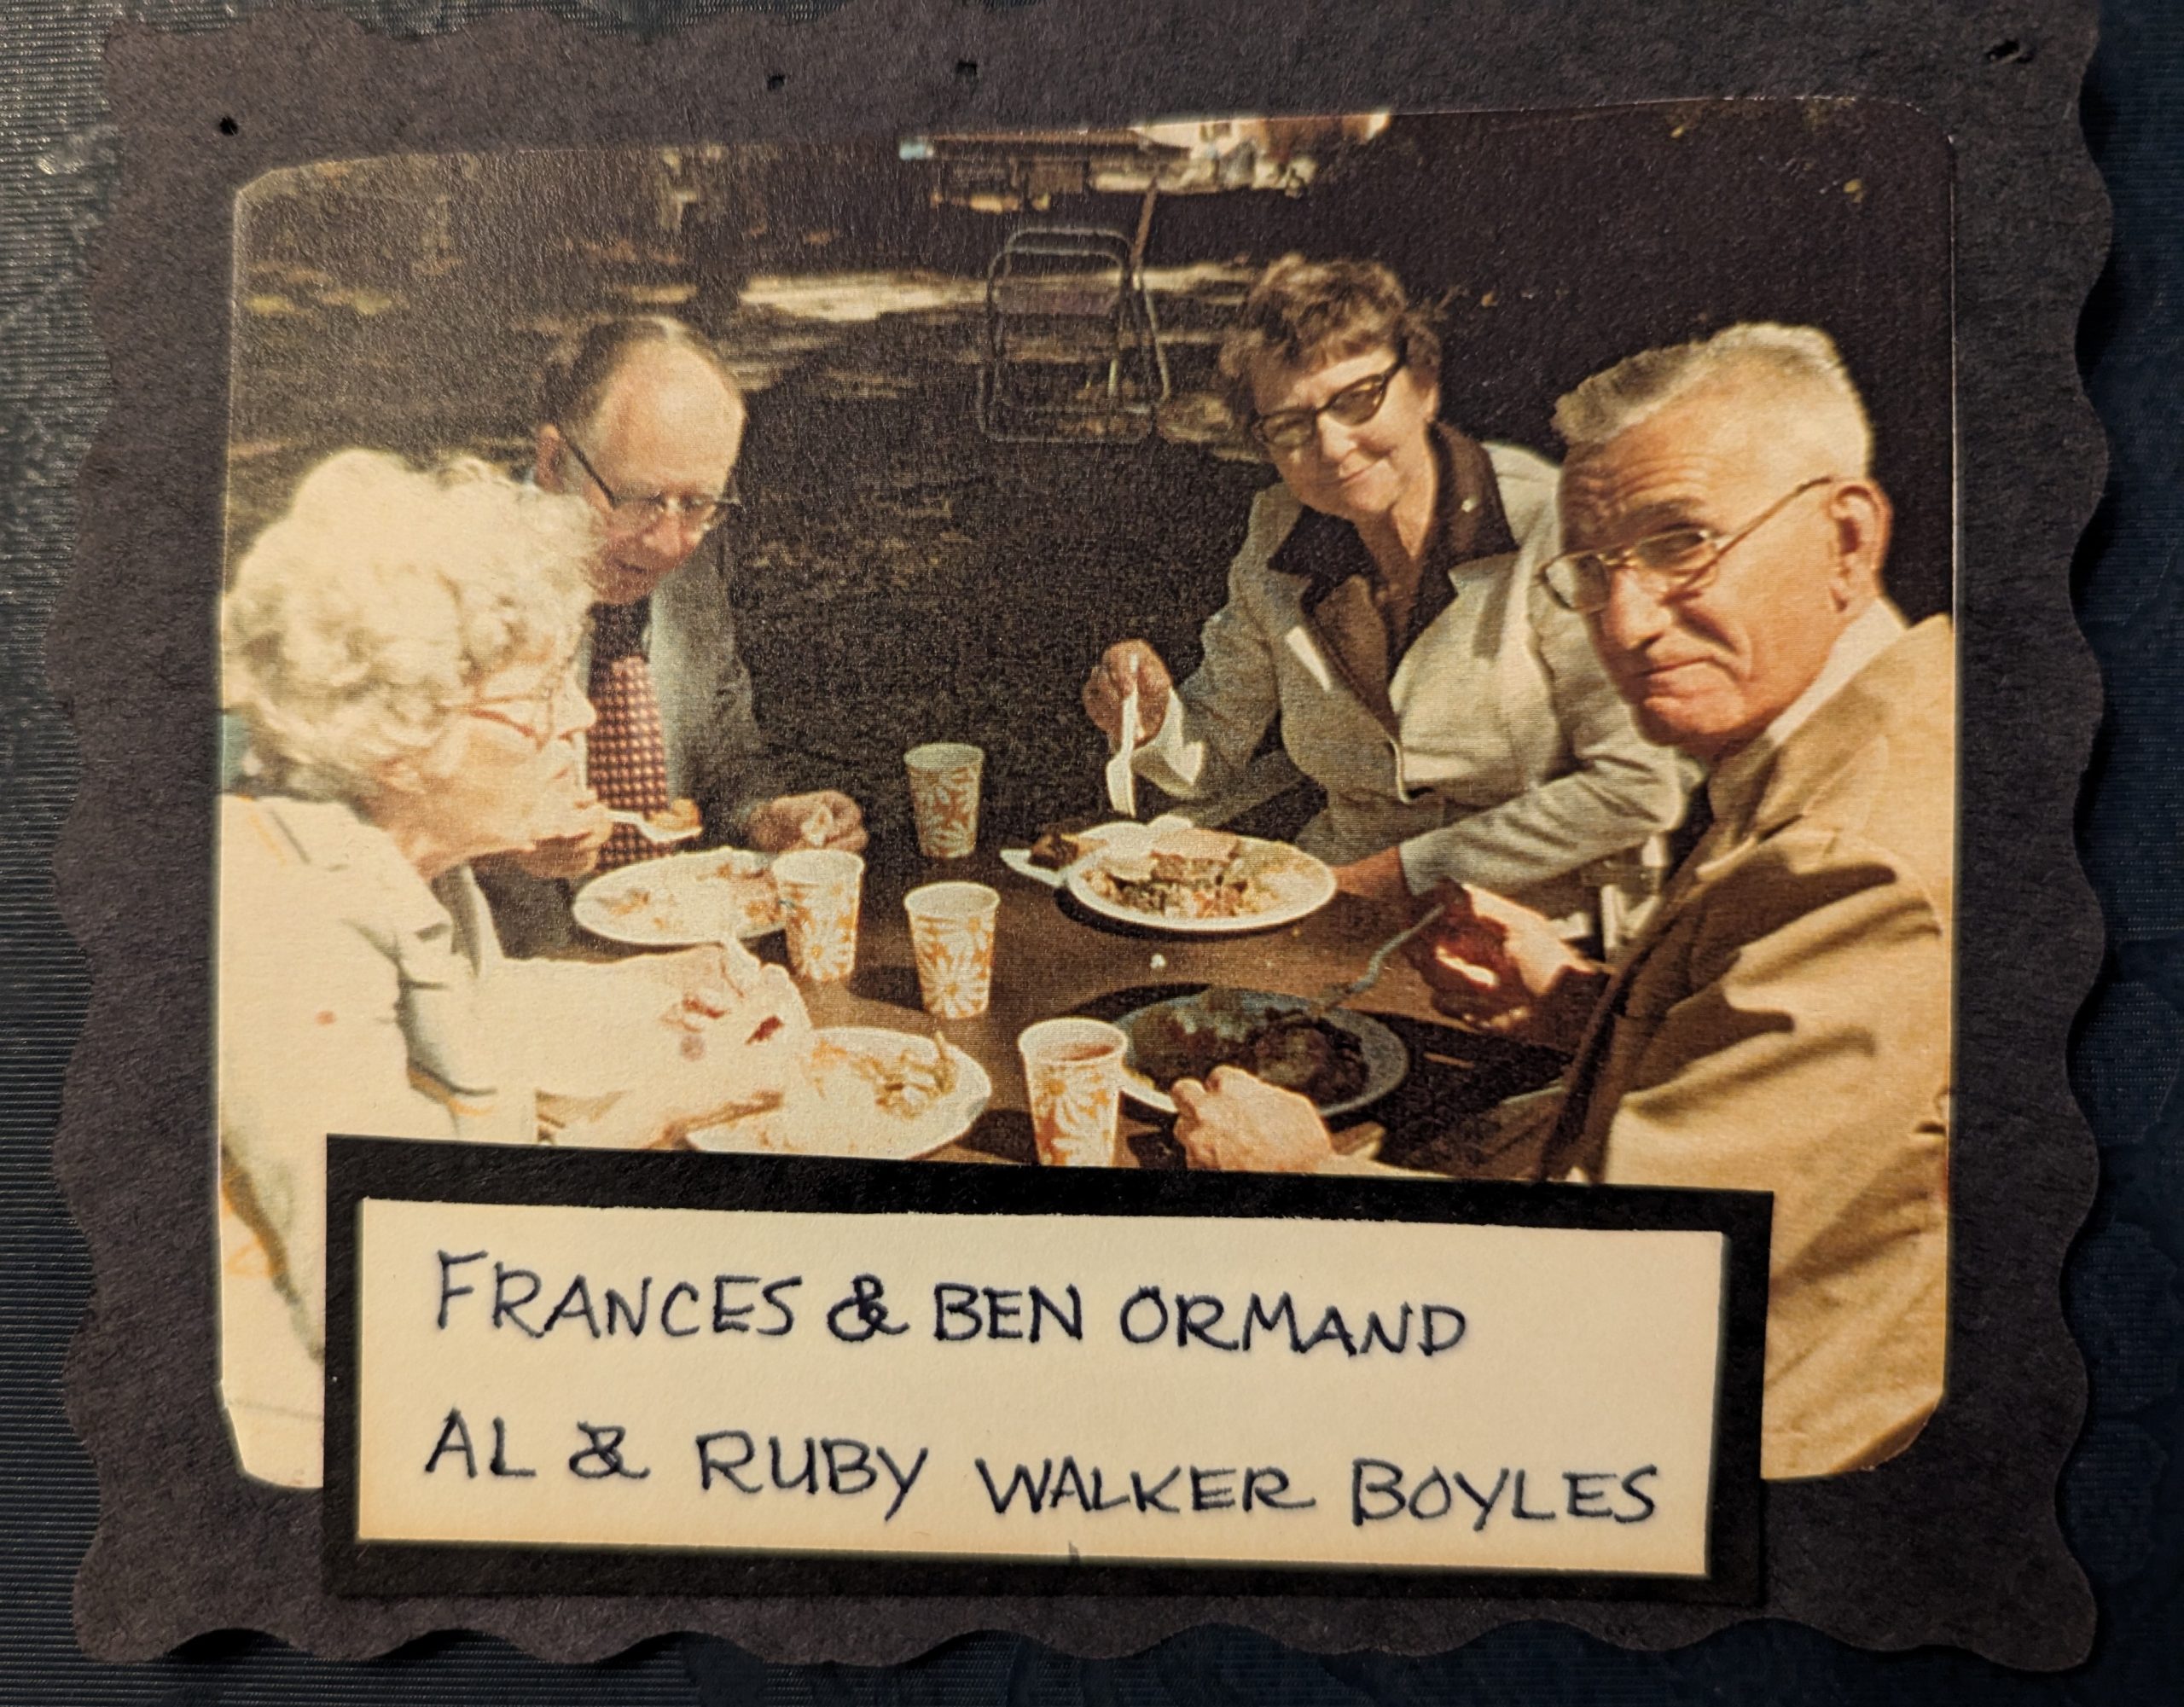 FRANCES & BEN ORMAND
AL & RUBY WALKER BOYLES